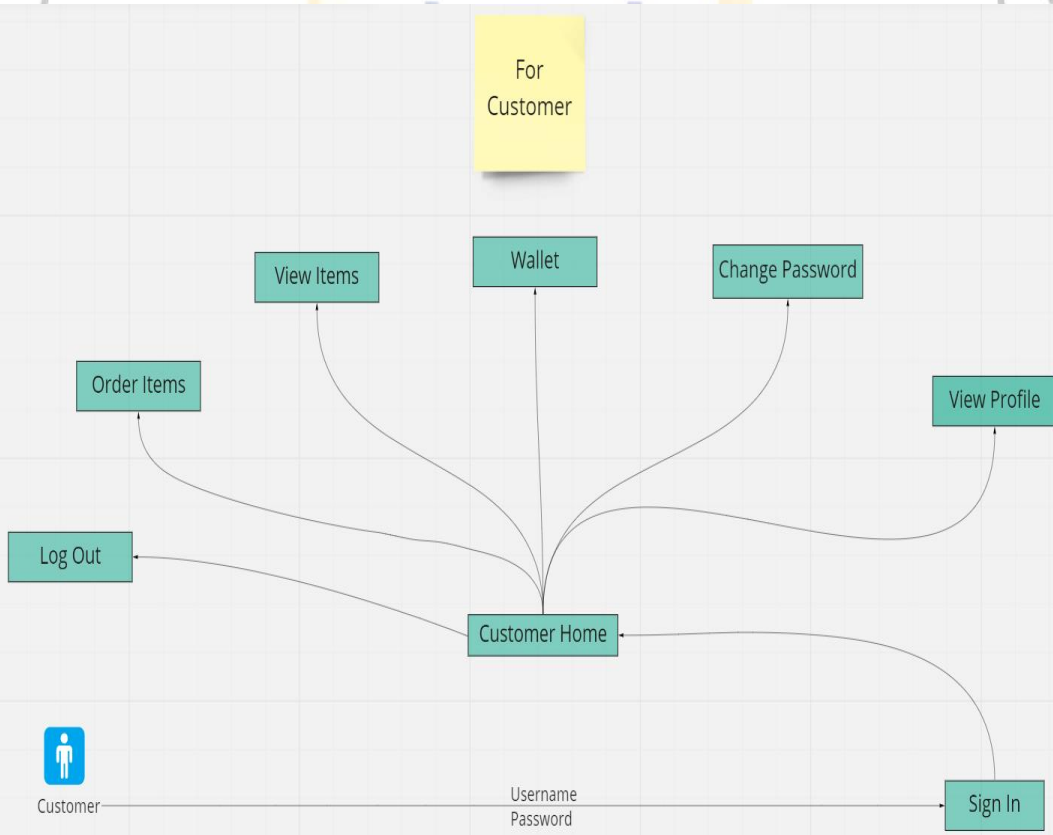 For
Customer
Wallet
View Items
Change Password
Order Items
View Profile
Log Out
Customer Home
Customer
Username
Password
Sign In